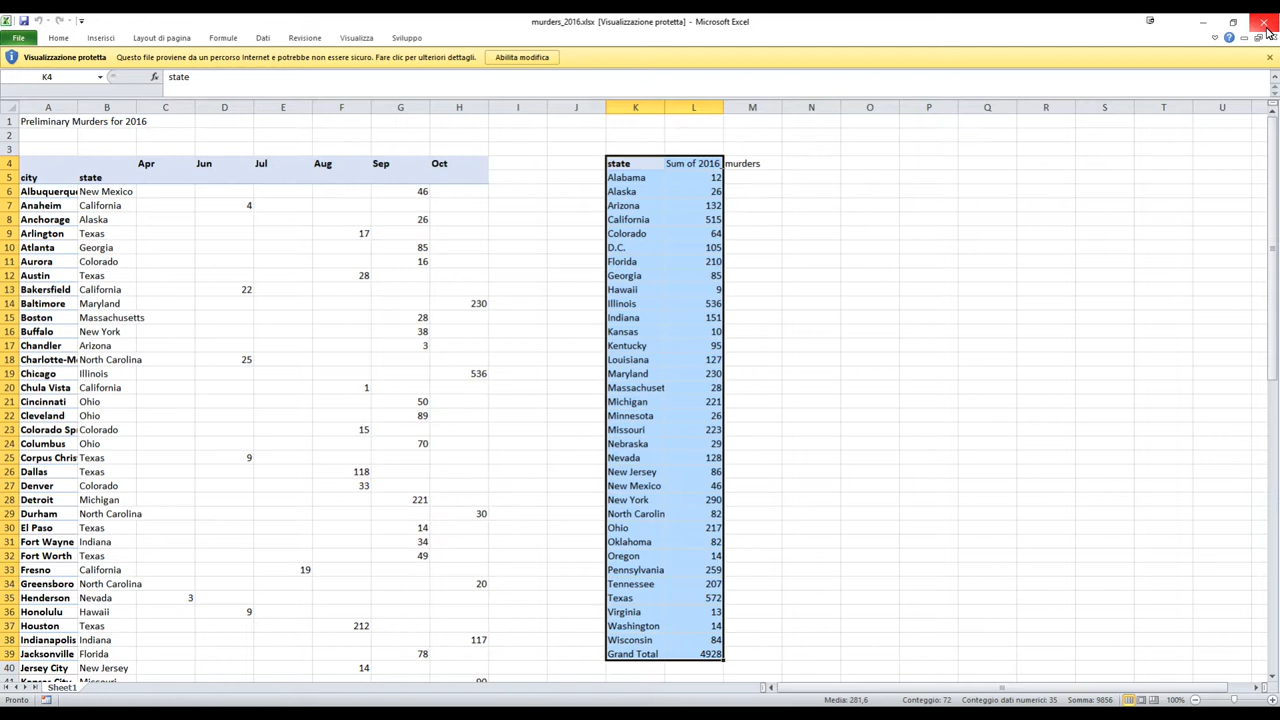 murders_2016.xlsx [Visualizzazione protetta] - Microsoft Excel
File Home Inserisci Layout di pagina Formule Dati Revisione Visualizza Sviluppo
Visualizzazione protetta Questo file proviene da un percorso Internet e potrebbe non essere sicuro. Fare clic per ulteriori dettagli. Abilita modifica
K4 fx state
A B C D E F G H I J K L M N O P Q R S T U
1 Preliminary Murders for 2016
2
3
4 Apr Jun Jul Aug Sep Oct state Sum of 2016 murders
5 city state Alabama 12
6 Albuquerqu New Mexico 46 Alaska 26
7 Anaheim California 4 Arizona 132
8 Anchorage Alaska 26 California 515
9 Arlington Texas 17 Colorado 64
10 Atlanta Georgia 85 D.C. 105
11 Aurora Colorado 16 Florida 210
12 Austin Texas 28 Georgia 85
13 Bakersfield California 22 Hawaii 9
14 Baltimore Maryland 230 Illinois 536
15 Boston Massachusetts 28 Indiana 151
16 Buffalo New York 38 Kansas 10
17 Chandler Arizona 3 Kentucky 95
18 Charlotte-M North Carolina 25 Louisiana 127
19 Chicago Illinois 536 Maryland 230
20 Chula Vista California 1 Massachuset 28
21 Cincinnati Ohio 50 Michigan 221
22 Cleveland Ohio 89 Minnesota 26
23 Colorado Sp Colorado 15 Missouri 223
24 Columbus Ohio 70 Nebraska 29
25 Corpus Chris Texas 9 Nevada 128
26 Dallas Texas 118 New Jersey 86
27 Denver Colorado 33 New Mexico 46
28 Detroit Michigan 221 New York 290
29 Durham North Carolina 30 North Carolin 82
30 El Paso Texas 14 Ohio 217
31 Fort Wayne Indiana 34 Oklahoma 82
32 Fort Worth Texas 49 Oregon 14
33 Fresno California 19 Pennsylvania 259
34 Greensboro North Carolina 20 Tennessee 207
35 Henderson Nevada 3 Texas 572
36 Honolulu Hawaii 9 Virginia 13
37 Houston Texas 212 Washington 14
38 Indianapolis Indiana 117 Wisconsin 84
39 Jacksonville Florida 78 Grand Total 4928
40 Jersey City New Jersey 14
Sheet1
Pronto Media: 281,6 Conteggio: 72 Conteggio dati numerici: 35 Somma: 9856 100%